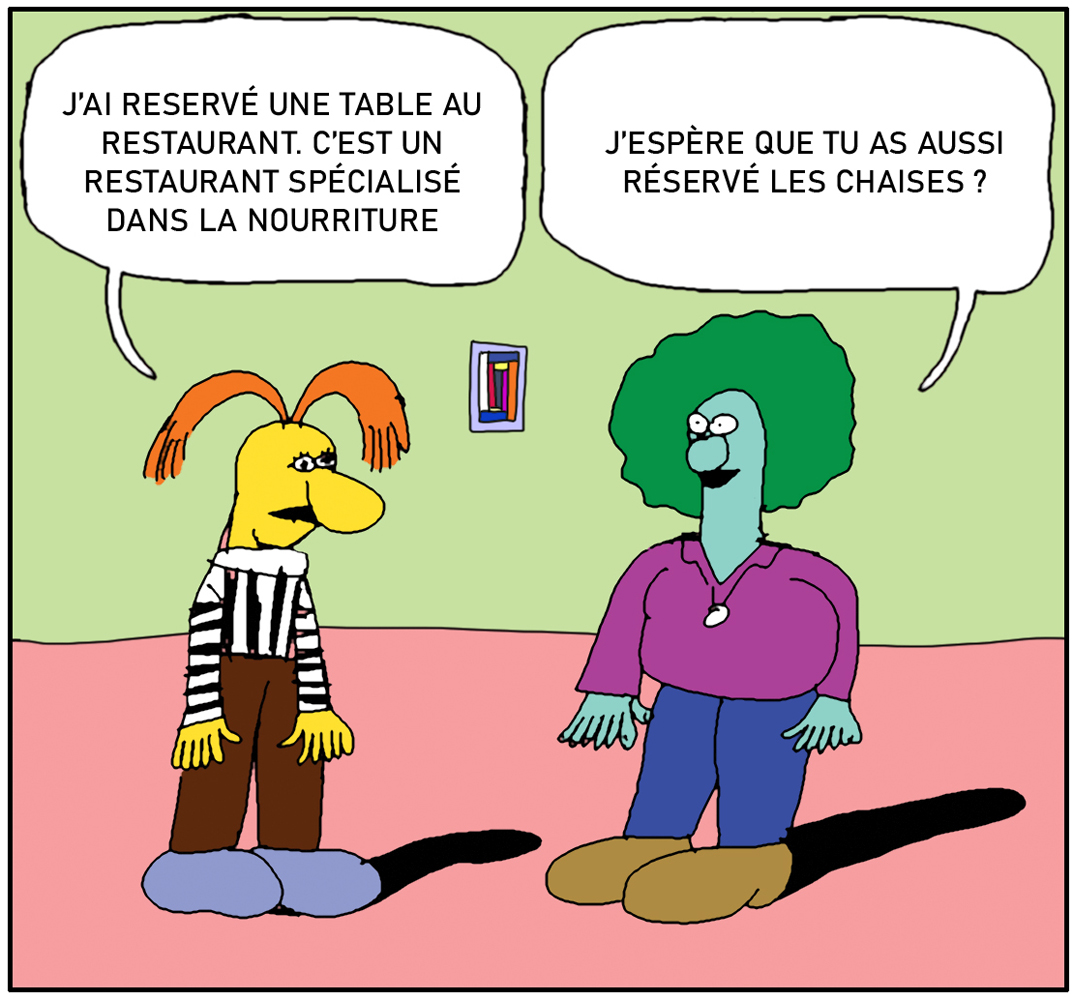 J'AI RESERVÉ UNE TABLE AU
RESTAURANT. C'EST UN
RESTAURANT SPÉCIALISÉ
DANS LA NOURRITURE
J'ESPÈRE QUE TU AS AUSSI
RÉSERVÉ LES CHAISES ?